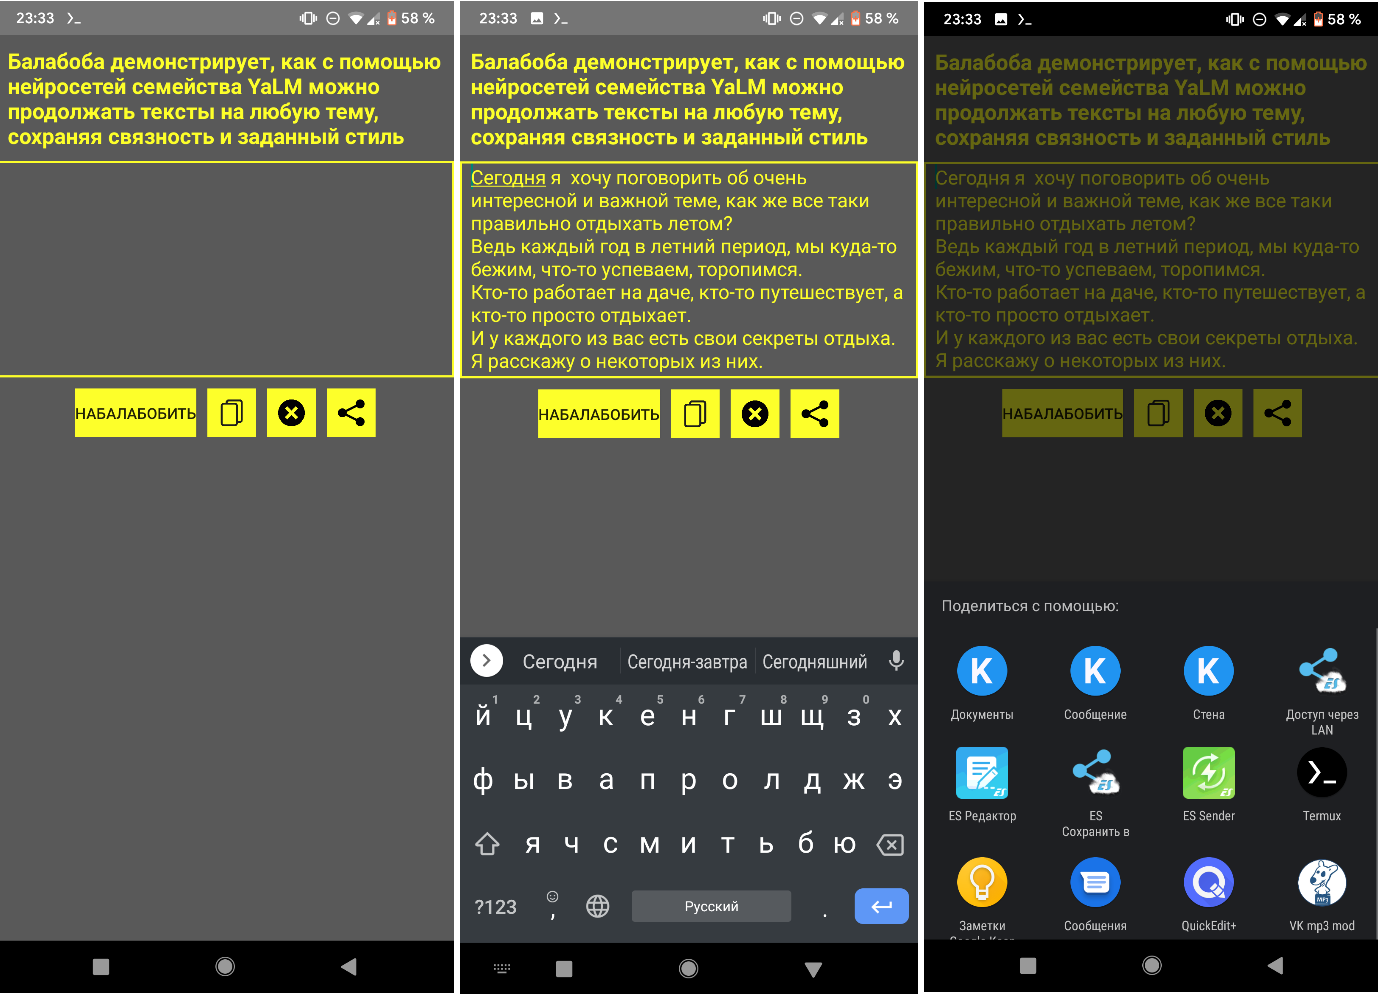 23:33
58 %
Балабоба демонстрирует, как с помощью
нейросетей семейства YaLM можно
продолжать тексты на любую тему,
сохраняя связность и заданный стиль
НАБАЛАБОБИТЬ
23:33
58 %
Балабоба демонстрирует, как с помощью
нейросетей семейства YaLM можно
продолжать тексты на любую тему,
сохраняя связность и заданный стиль
Сегодня я  хочу поговорить об очень
интересной и важной теме, как же все таки
правильно отдыхать летом?
Ведь каждый год в летний период, мы куда-то
бежим, что-то успеваем, торопимся.
Кто-то работает на даче, кто-то путешествует, а
кто-то просто отдыхает.
И у каждого из вас есть свои секреты отдыха.
Я расскажу о некоторых из них.
НАБАЛАБОБИТЬ
Сегодня Сегодня-завтра Сегодняшний
1 2 3 4 5 6 7 8 9 0
й ц у к е н г ш щ з х
ф ы в а п р о л д ж э
я ч с м и т ь б ю
?123 , Русский .
23:33
58 %
Балабоба демонстрирует, как с помощью
нейросетей семейства YaLM можно
продолжать тексты на любую тему,
сохраняя связность и заданный стиль
Сегодня я  хочу поговорить об очень
интересной и важной теме, как же все таки
правильно отдыхать летом?
Ведь каждый год в летний период, мы куда-то
бежим, что-то успеваем, торопимся.
Кто-то работает на даче, кто-то путешествует, а
кто-то просто отдыхает.
И у каждого из вас есть свои секреты отдыха.
Я расскажу о некоторых из них.
НАБАЛАБОБИТЬ
Поделиться с помощью:
K K K ES
Документы Сообщение Стена Доступ через
LAN
ES ES ES
ES Редактор ES ES Sender Termux
Сохранить в
MP3
Заметки Сообщения QuickEdit+ VK mp3 mod
Google Keep